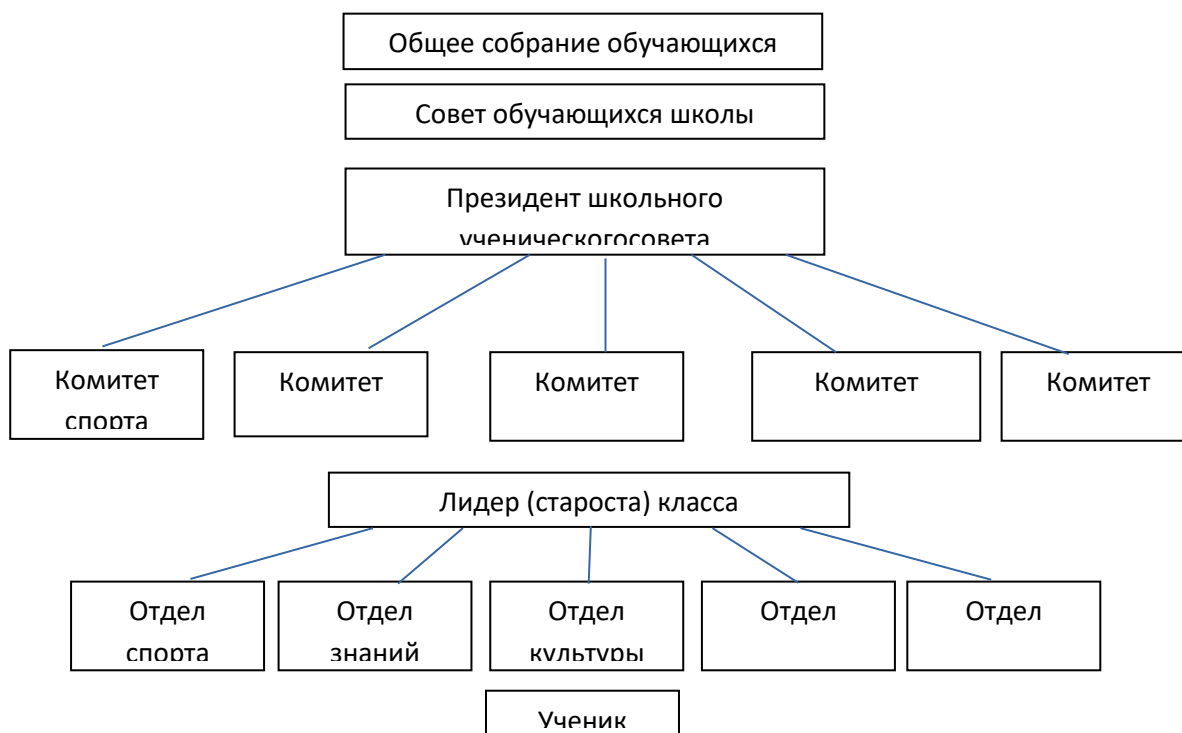 Общее собрание обучающихся
Совет обучающихся школы
Президент школьного
ученическогосовета
Комитет
спорта
Комитет
Комитет
Комитет
Комитет
Лидер (староста) класса
Отдел
спорта
Отдел
знаний
Отдел
культуры
Отдел
Отдел
Ученик